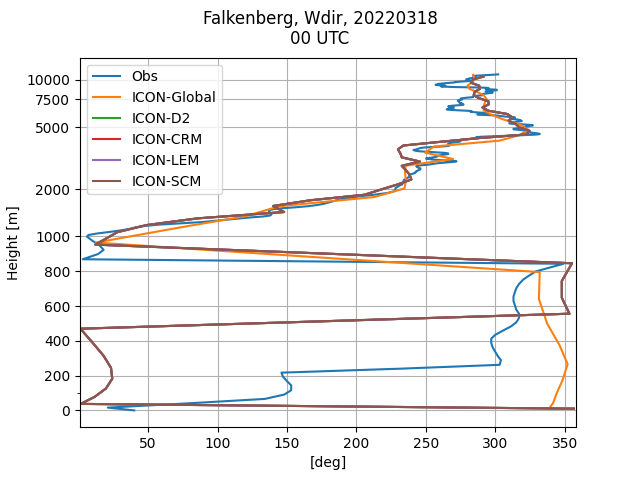 Falkenberg, Wdir, 20220318
00 UTC
Obs
ICON-Global
ICON-D2
ICON-CRM
ICON-LEM
ICON-SCM
10000
7500
5000
2000
1000
800
600
400
200
0
Height [m]
50 100 150 200 250 300 350
[deg]